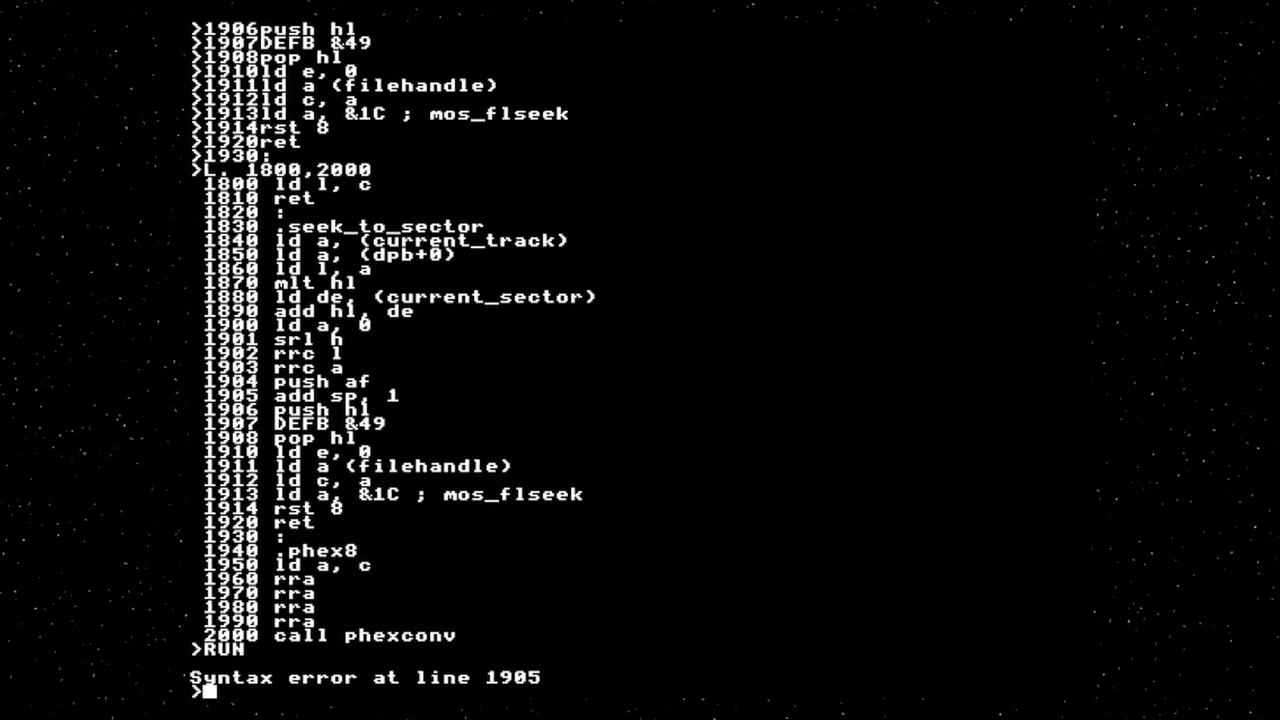 >1906push hl
>1907DEFB &49
>1908pop hl
>1910ld e, 0
>1911ld a (filehandle)
>1912ld c, a
>1913ld a, &1C ; mos_flseek
>1914rst 8
>1920ret
>1930:
>L. 1800,2000
1800 ld l, c
1810 ret
1820 :
1830 .seek_to_sector
1840 ld a, (current_track)
1850 ld a, (dpb+0)
1860 ld l, a
1870 mlt hl
1880 ld de, (current_sector)
1890 add hl, de
1900 ld a, 0
1901 srl h
1902 rrc l
1903 rrc a
1904 push af
1905 add sp, 1
1906 push hl
1907 DEFB &49
1908 pop hl
1910 ld e, 0
1911 ld a (filehandle)
1912 ld c, a
1913 ld a, &1C ; mos_flseek
1914 rst 8
1920 ret
1930 :
1940 .phex8
1950 ld a, c
1960 rra
1970 rra
1980 rra
1990 rra
2000 call phexconv
>RUN
Syntax error at line 1905
>